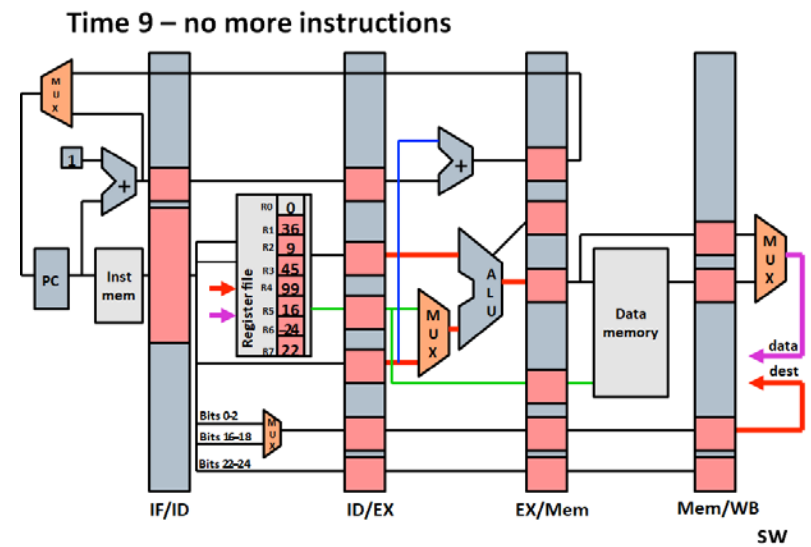 Time 9 – no more instructions
M
U
X
1
+
+
PC
Inst
mem
Register file
R0 0
R1 36
R2 9
R3 45
R4 99
R5 16
R6 -24
R7 22
M
U
X
A
L
U
Data
memory
M
U
X
data
dest
Bits 0-2
Bits 16–18
Bits 22–24
M
U
X
IF/ID
ID/EX
EX/Mem
Mem/WB
sw